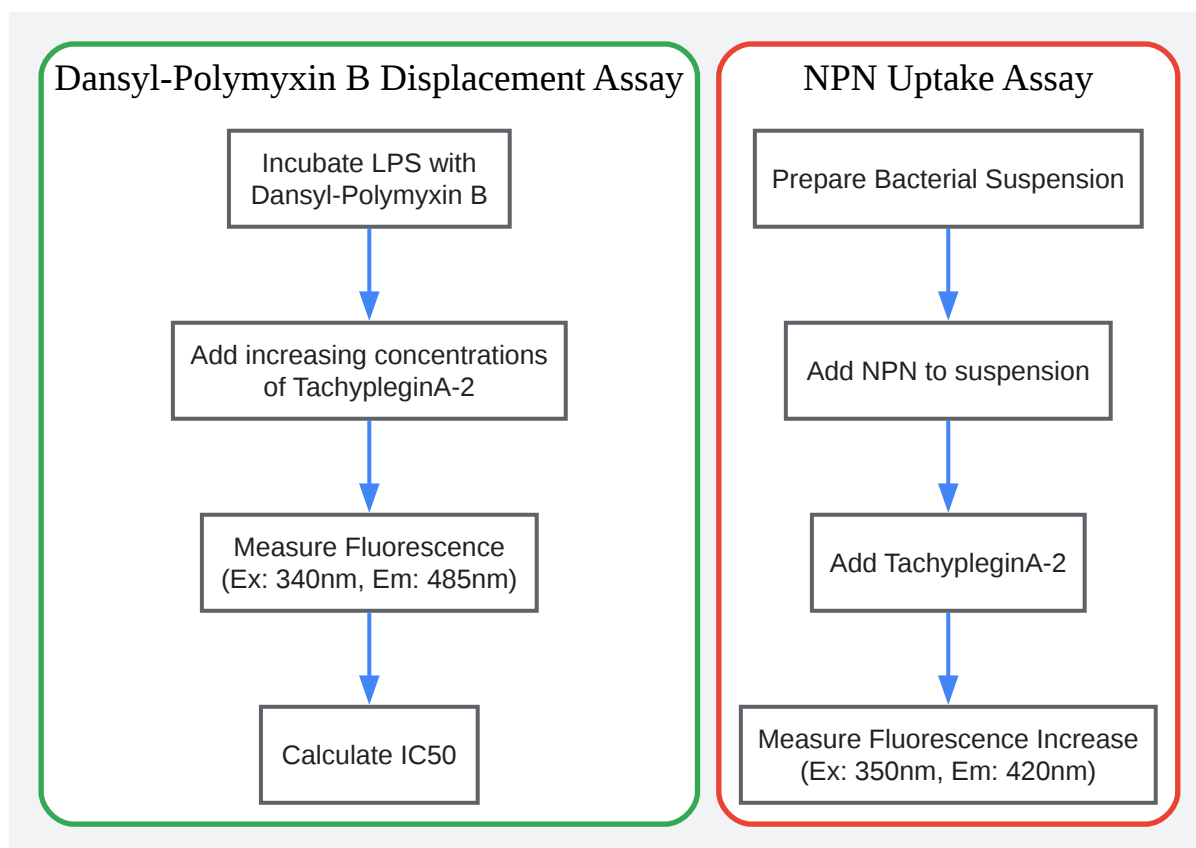 Dansyl-Polymyxin B Displacement Assay
Incubate LPS with
Dansyl-Polymyxin B
Add increasing concentrations
of TachypleginA-2
Measure Fluorescence
(Ex: 340nm, Em: 485nm)
Calculate IC50
NPN Uptake Assay
Prepare Bacterial Suspension
Add NPN to suspension
Add TachypleginA-2
Measure Fluorescence Increase
(Ex: 350nm, Em: 420nm)